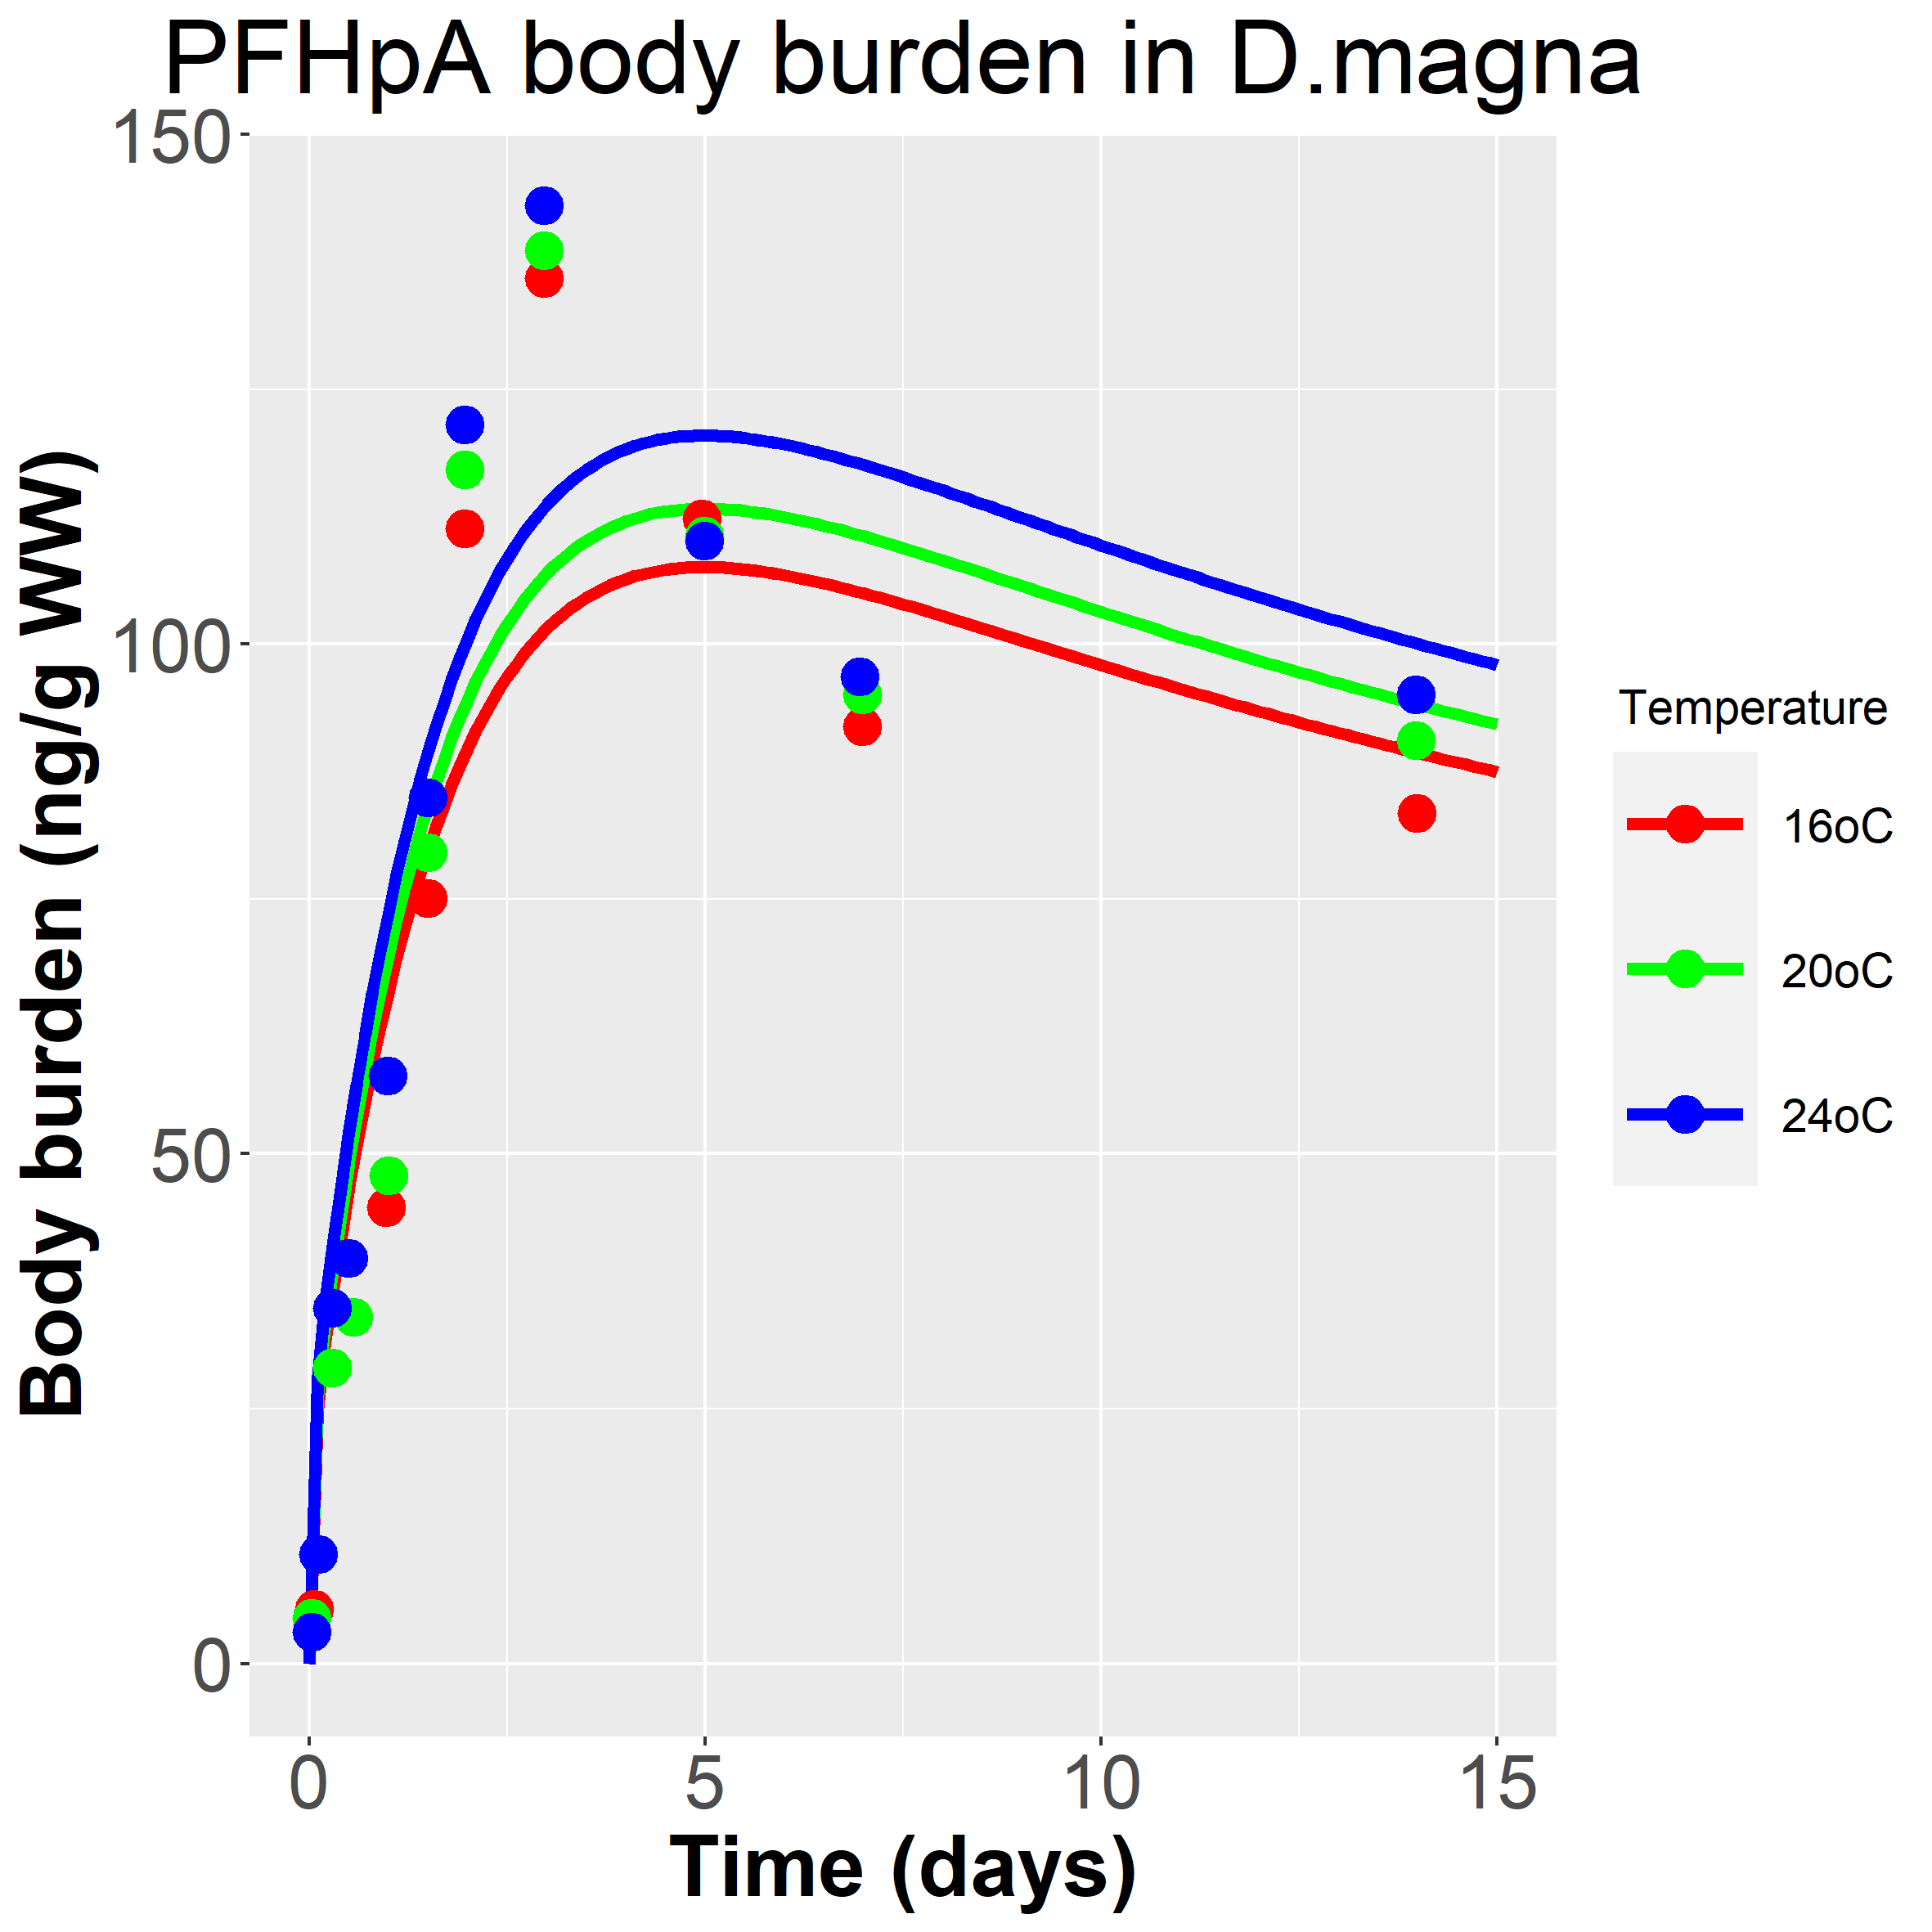 PFHpA body burden in D.magna
150
100
50
0
Body burden (ng/g WW)
0 5 10 15
Time (days)
Temperature
16oC
20oC
24oC